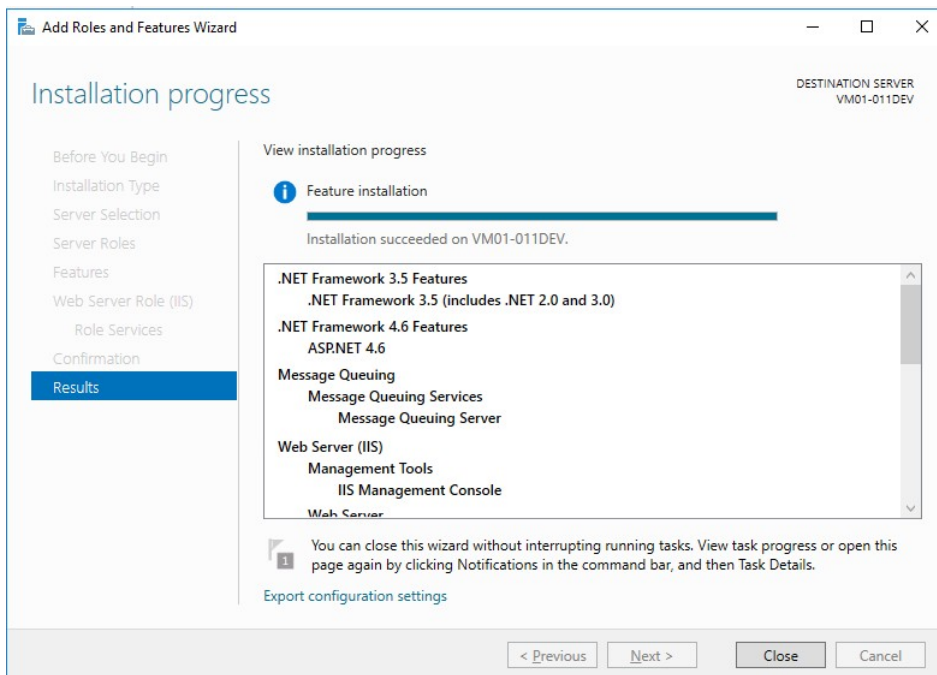 Add Roles and Features Wizard
Installation progress
DESTINATION SERVER
VM01-011DEV
Before You Begin
Installation Type
Server Selection
Server Roles
Features
Web Server Role (IIS)
Role Services
Confirmation
Results
View installation progress
Feature installation
Installation succeeded on VM01-011DEV.
.NET Framework 3.5 Features
.NET Framework 3.5 (includes .NET 2.0 and 3.0)
.NET Framework 4.6 Features
ASP.NET 4.6
Message Queuing
Message Queuing Services
Message Queuing Server
Web Server (IIS)
Management Tools
IIS Management Console
Web Server
1
You can close this wizard without interrupting running tasks. View task progress or open this
page again by clicking Notifications in the command bar, and then Task Details.
Export configuration settings
< Previous
Next >
Close
Cancel